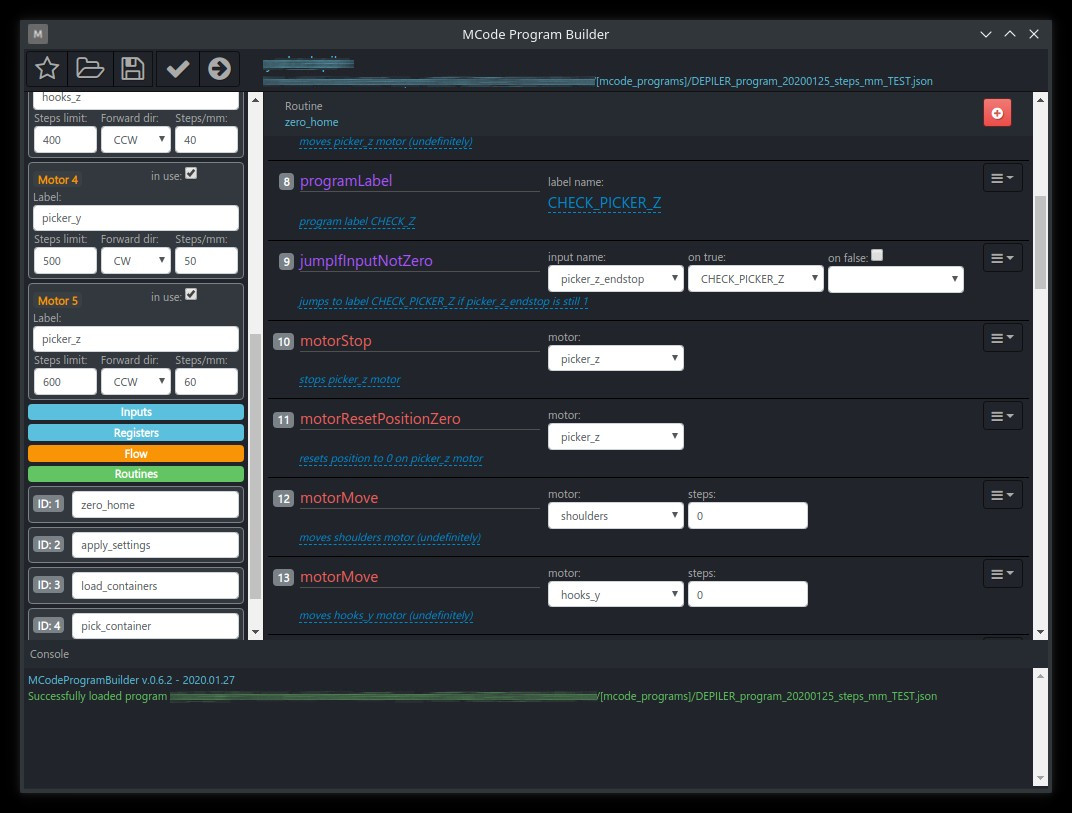 M
MCode Program Builder
/[mcode_programs]/DEPILER_program_20200125_steps_mm_TEST.json
hooks_z
Steps limit: Forward dir: Steps/mm:
400 CCW 40
Motor 4 in use:
Label:
picker_y
Steps limit: Forward dir: Steps/mm:
500 CW 50
Motor 5 in use:
Label:
picker_z
Steps limit: Forward dir: Steps/mm:
600 CCW 60
Inputs
Registers
Flow
Routines
ID: 1 zero_home
ID: 2 apply_settings
ID: 3 load_containers
ID: 4 pick_container
Routine
zero_home
moves picker_z motor (undefinitely)
8 programLabel label name:
CHECK_PICKER_Z
program label CHECK_Z
9 jumpIfInputNotZero input name: on true: on false:
picker_z_endstop CHECK_PICKER_Z
jumps to label CHECK_PICKER_Z if picker_z_endstop is still 1
10 motorStop motor:
picker_z
stops picker_z motor
11 motorResetPositionZero motor:
picker_z
resets position to 0 on picker_z motor
12 motorMove motor: steps:
shoulders 0
moves shoulders motor (undefinitely)
13 motorMove motor: steps:
hooks_y 0
moves hooks_y motor (undefinitely)
Console
MCodeProgramBuilder v.0.6.2 - 2020.01.27
Successfully loaded program /[mcode_programs]/DEPILER_program_20200125_steps_mm_TEST.json